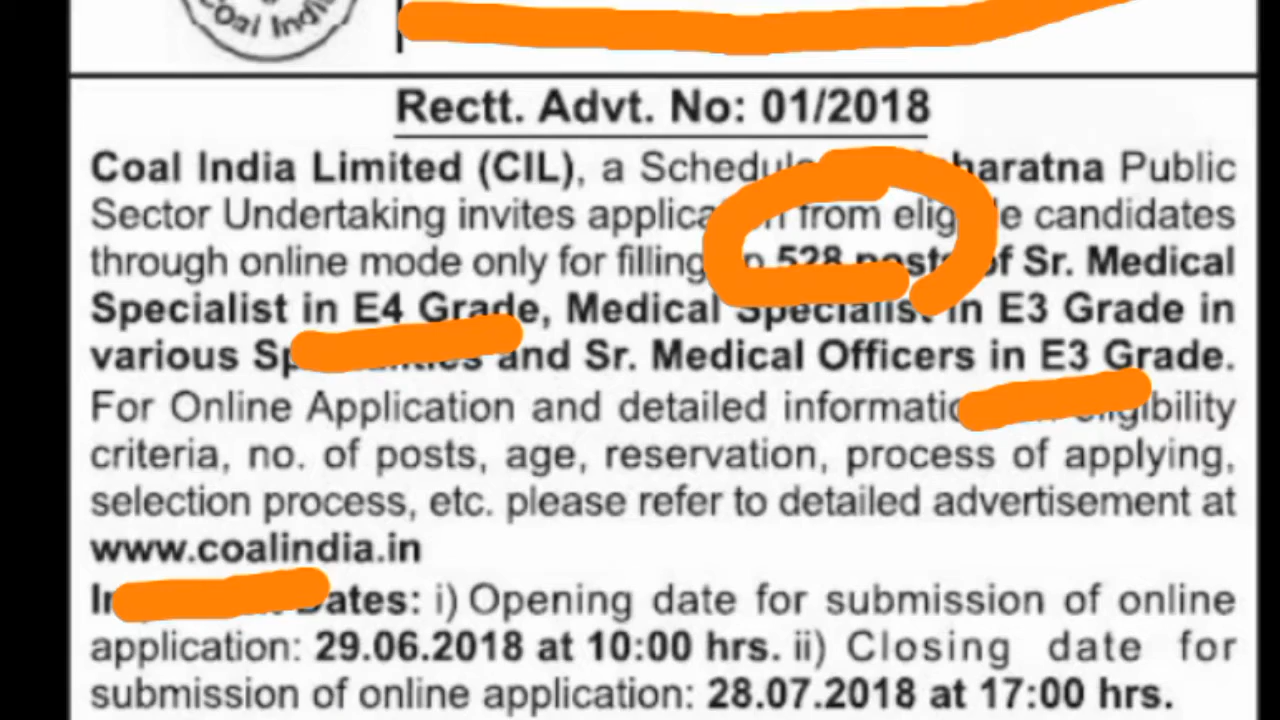 Coal India
Rectt. Advt. No: 01/2018
Coal India Limited (CIL), a Public
Sector Undertaking invites from candidates
through online mode only for filling 528 posts of Sr. Medical
Specialist in E4 Grade, Medical Specialist in E3 Grade in
various and Sr. Medical Officers in E3 Grade.
For Online Application and detailed eligibility
criteria, no. of posts, age, reservation, process of applying,
selection process, etc. please refer to detailed advertisement at
www.coalindia.in
Dates: i) Opening date for submission of online
application: 29.06.2018 at 10:00 hrs. ii) Closing date for
submission of online application: 28.07.2018 at 17:00 hrs.